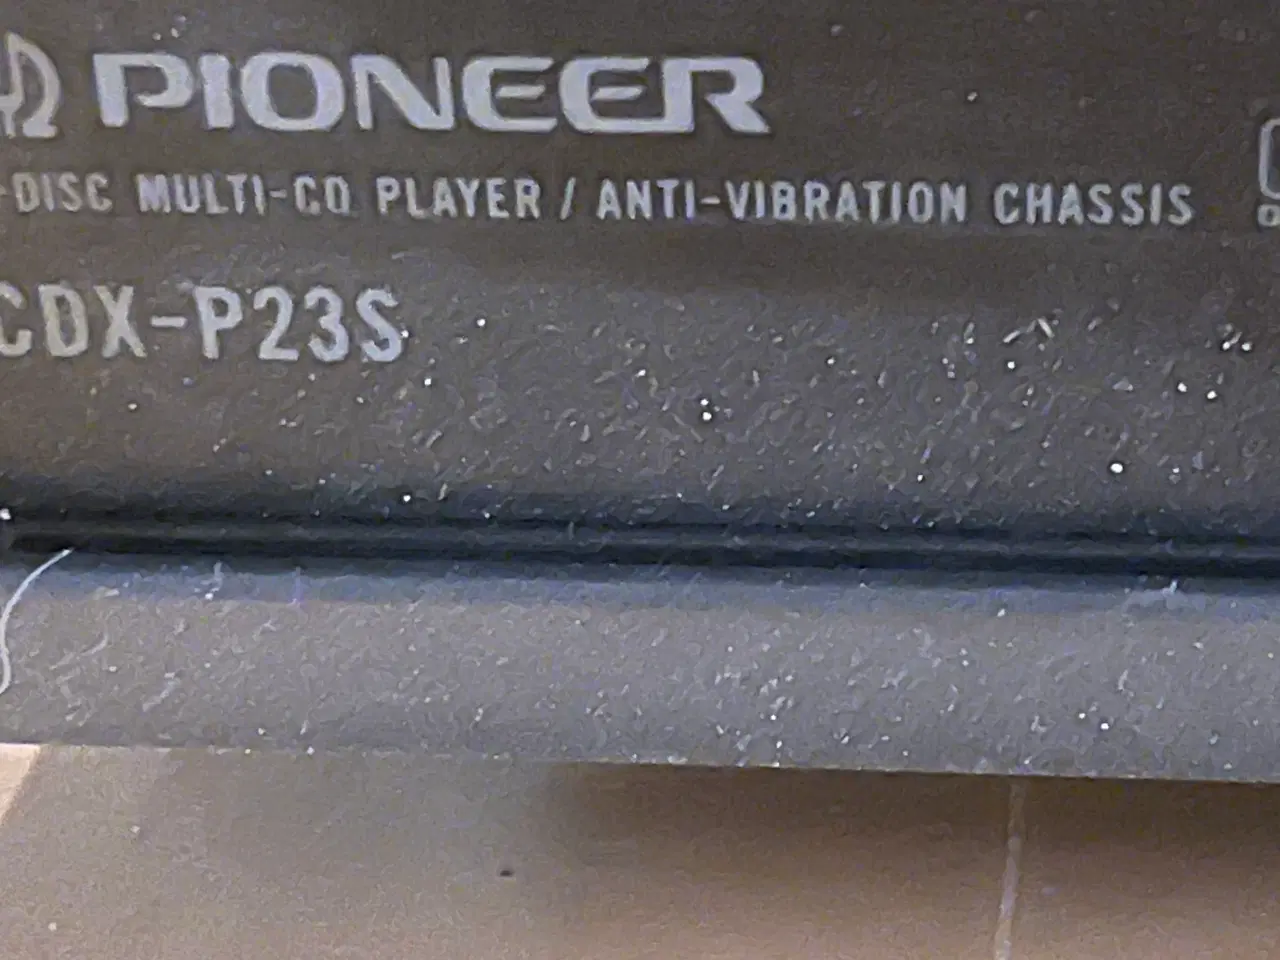 PIONEER
-DISC MULTI-CD PLAYER / ANTI-VIBRATION CHASSIS
CDX-P23S